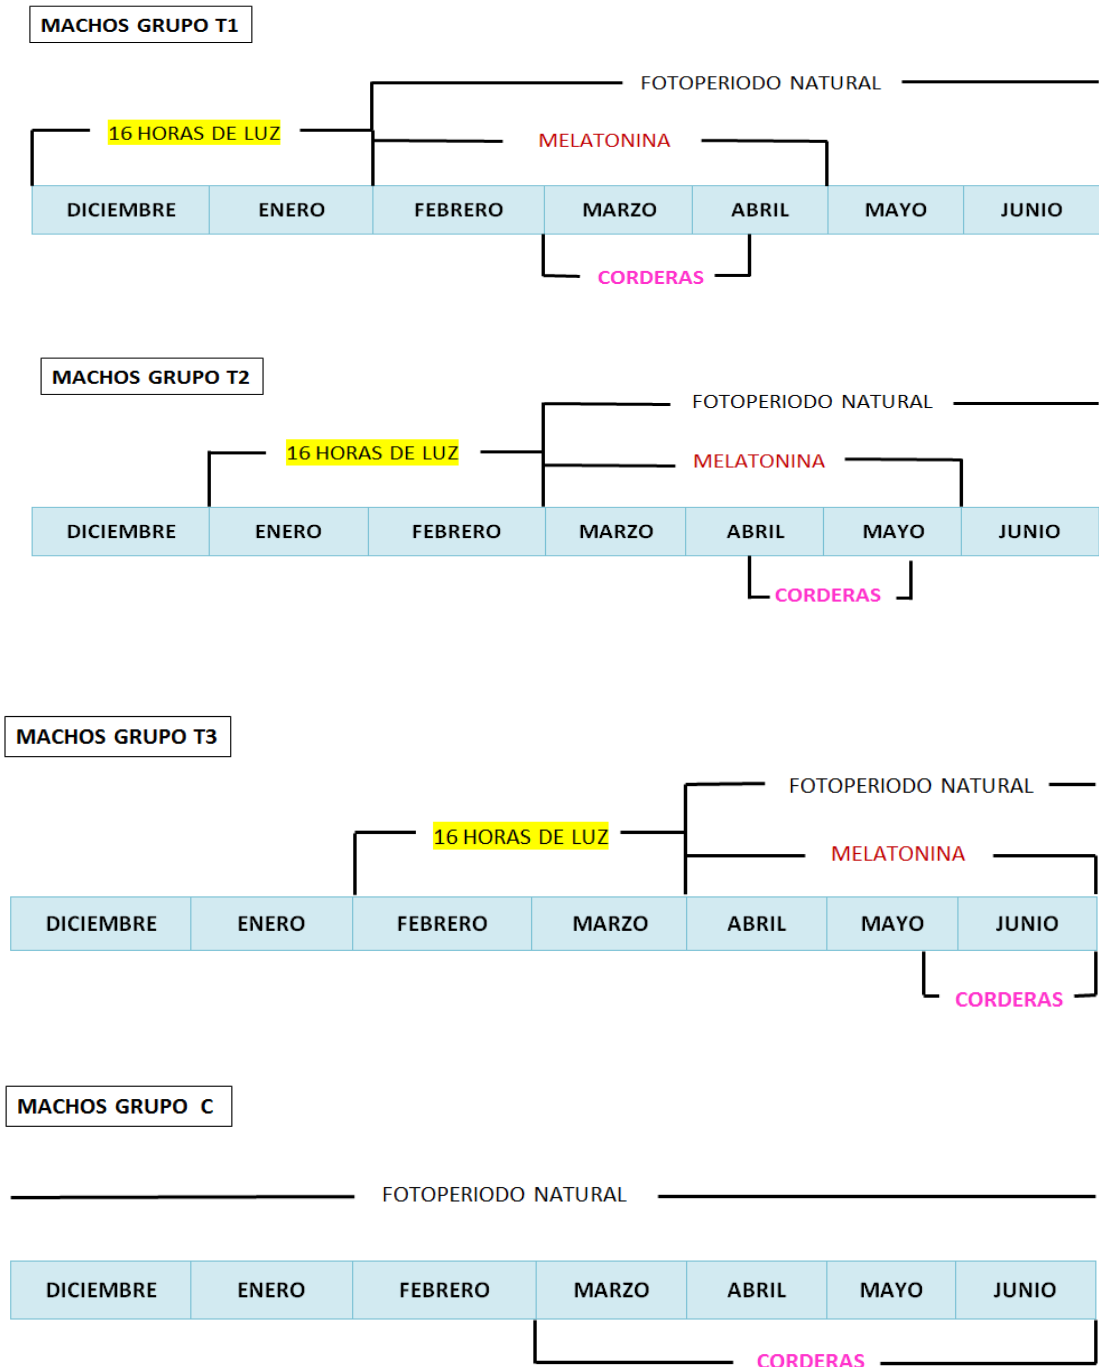 MACHOS GRUPO T1
FOTOPERIODO NATURAL
16 HORAS DE LUZ
MELATONINA
DICIEMBRE ENERO FEBRERO MARZO ABRIL MAYO JUNIO
CORDERAS
MACHOS GRUPO T2
FOTOPERIODO NATURAL
16 HORAS DE LUZ
MELATONINA
DICIEMBRE ENERO FEBRERO MARZO ABRIL MAYO JUNIO
CORDERAS
MACHOS GRUPO T3
FOTOPERIODO NATURAL
16 HORAS DE LUZ
MELATONINA
DICIEMBRE ENERO FEBRERO MARZO ABRIL MAYO JUNIO
CORDERAS
MACHOS GRUPO C
FOTOPERIODO NATURAL
DICIEMBRE ENERO FEBRERO MARZO ABRIL MAYO JUNIO
CORDERAS